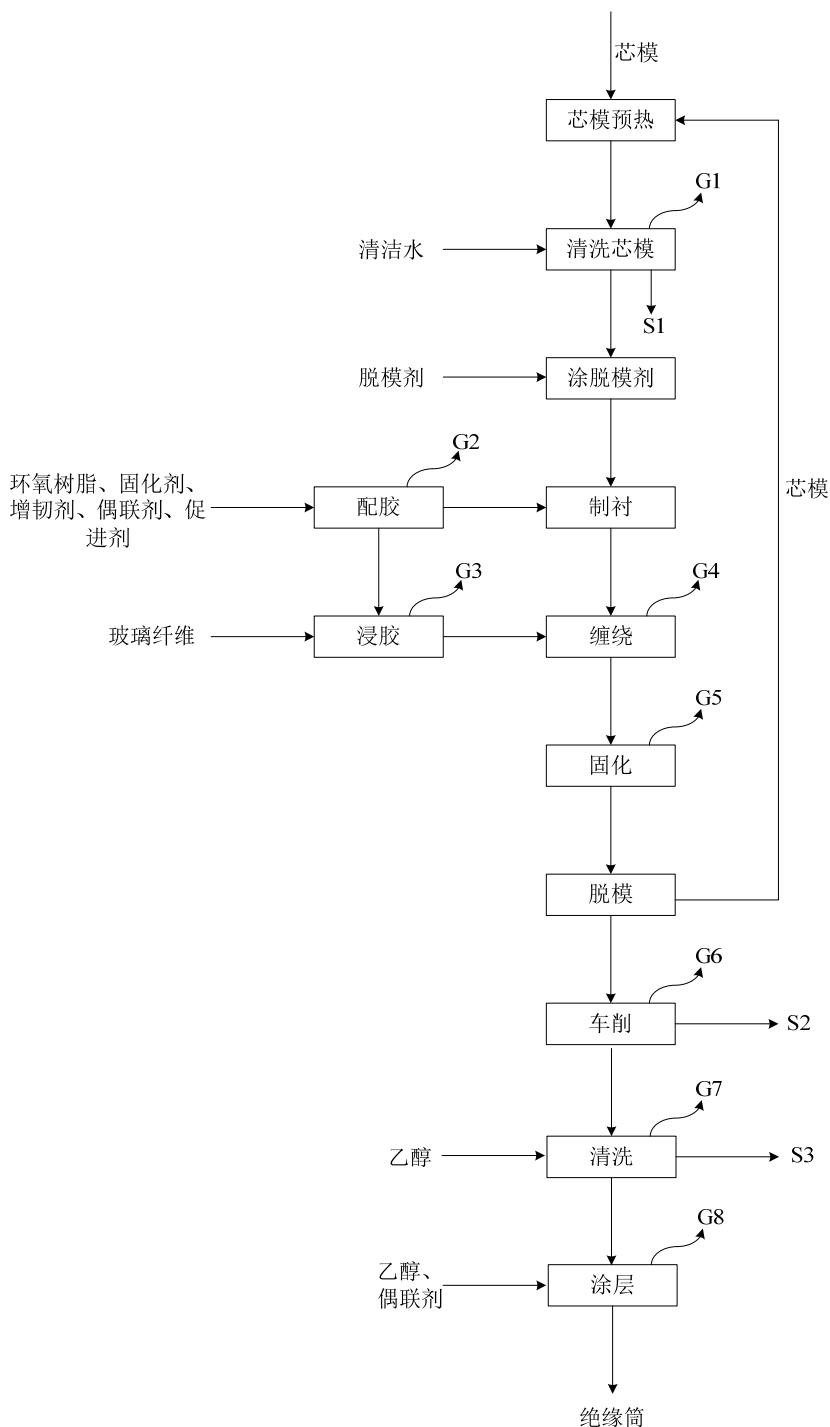 芯模
芯模预热
G1
清洁水
清洗芯模
S1
脱模剂
涂脱模剂
G2
环氧树脂、固化剂、
增韧剂、偶联剂、促
进剂
配胶
制衬
芯模
G3
G4
玻璃纤维
浸胶
缠绕
G5
固化
脱模
G6
车削
S2
G7
乙醇
清洗
S3
G8
乙醇、
偶联剂
涂层
绝缘筒